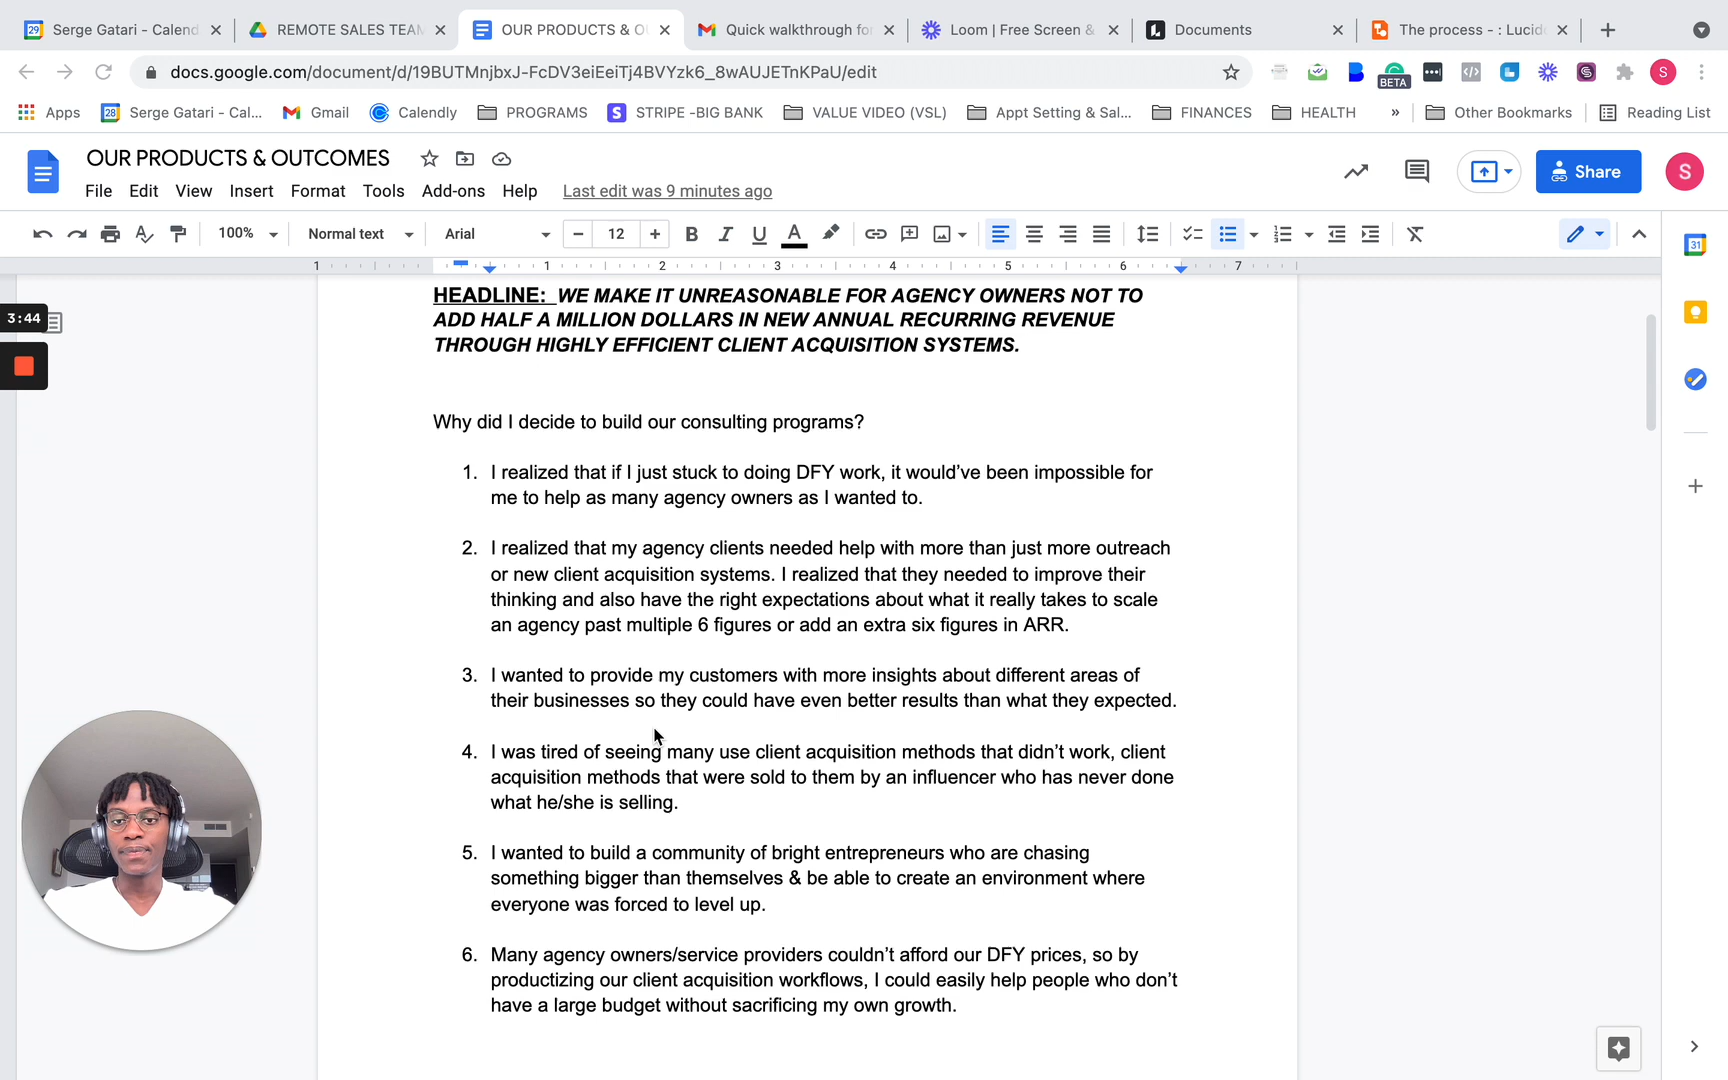 Serge Gatari - Calend
REMOTE SALES TEAM
OUR PRODUCTS & O
Quick walkthrough for
Loom | Free Screen &
Documents
The process - : Lucid
docs.google.com/document/d/19BUTMnjbxJ-FcDV3eiEeiTj4BVYzk6_8wAUJETnKPaU/edit
BETA
S
Apps
Serge Gatari - Cal...
Gmail
Calendly
PROGRAMS
STRIPE -BIG BANK
VALUE VIDEO (VSL)
Appt Setting & Sal...
FINANCES
HEALTH
»
Other Bookmarks
Reading List
OUR PRODUCTS & OUTCOMES
File Edit View Insert Format Tools Add-ons Help Last edit was 9 minutes ago
Share
S
100% Normal text Arial − 12 + B I U A
1 1 2 3 4 5 6 7
31
3:44
HEADLINE: WE MAKE IT UNREASONABLE FOR AGENCY OWNERS NOT TO
ADD HALF A MILLION DOLLARS IN NEW ANNUAL RECURRING REVENUE
THROUGH HIGHLY EFFICIENT CLIENT ACQUISITION SYSTEMS.
Why did I decide to build our consulting programs?
1. I realized that if I just stuck to doing DFY work, it would've been impossible for
me to help as many agency owners as I wanted to.
2. I realized that my agency clients needed help with more than just more outreach
or new client acquisition systems. I realized that they needed to improve their
thinking and also have the right expectations about what it really takes to scale
an agency past multiple 6 figures or add an extra six figures in ARR.
3. I wanted to provide my customers with more insights about different areas of
their businesses so they could have even better results than what they expected.
4. I was tired of seeing many use client acquisition methods that didn't work, client
acquisition methods that were sold to them by an influencer who has never done
what he/she is selling.
5. I wanted to build a community of bright entrepreneurs who are chasing
something bigger than themselves & be able to create an environment where
everyone was forced to level up.
6. Many agency owners/service providers couldn't afford our DFY prices, so by
productizing our client acquisition workflows, I could easily help people who don't
have a large budget without sacrificing my own growth.